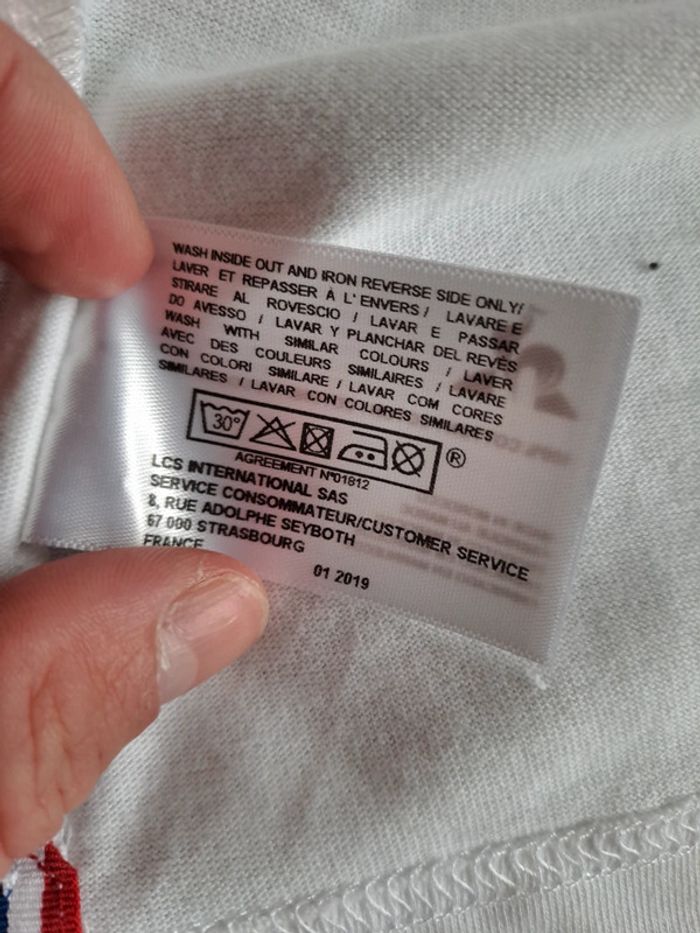 WASH INSIDE OUT AND IRON REVERSE SIDE ONLY/
LAVER ET REPASSER À L'ENVERS / LAVARE E
STIRARE AL ROVESCIO / LAVAR E PASSAR
DO AVESSO / LAVAR Y PLANCHAR DEL REVÈS
WASH WITH SIMILAR COLOURS / LAVER
AVEC DES COULEURS SIMILAIRES / LAVARE
CON COLORI SIMILARE / LAVAR COM CORES
SIMILARES / LAVAR CON COLORES SIMILARES
30° ®
AGREEMENT N°01812
LCS INTERNATIONAL SAS
SERVICE CONSOMMATEUR/CUSTOMER SERVICE
8, RUE ADOLPHE SEYBOTH
67 000 STRASBOURG
FRANCE
01 2019